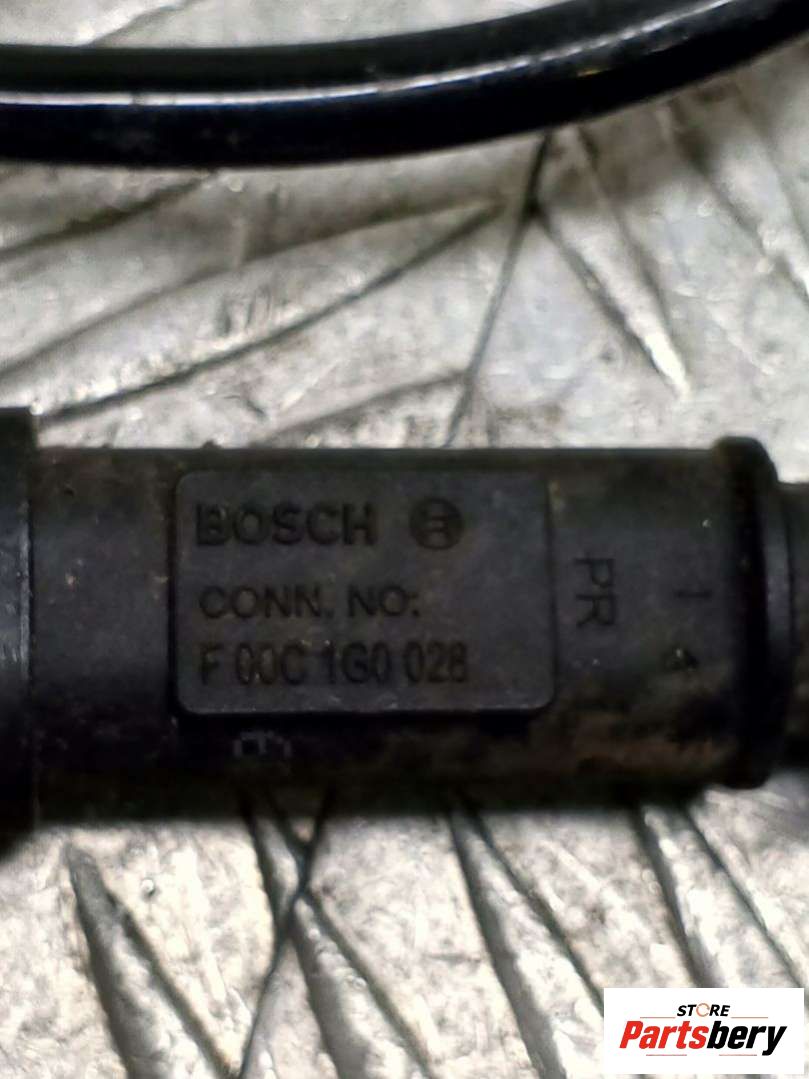 BOSCH
CONN. NO:
F 00C 1G0 028
PR
STORE
Partsbery